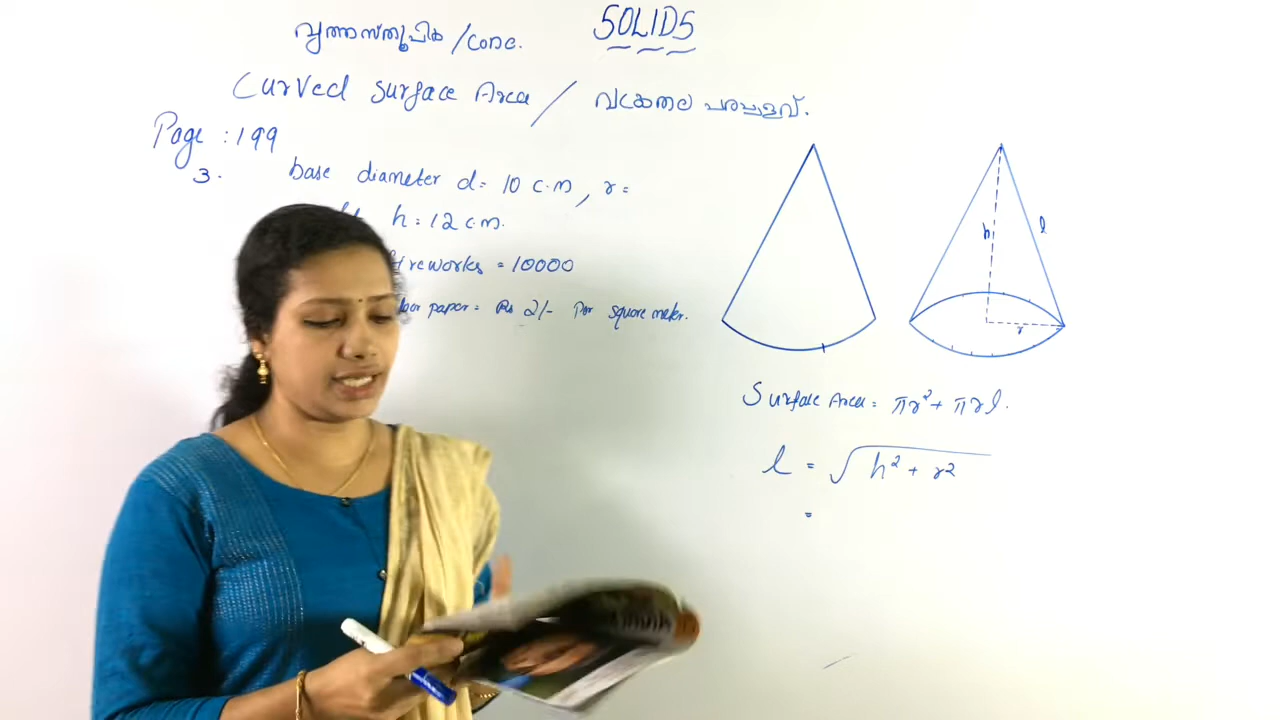 SOLIDS
വൃത്തസ്തൂപിക / Cone.
Curved Surface Area / വക്രതല പരപ്പളവ്.
Page : 199
3. base diameter d = 10 c.m, r =
h = 12 c.m.
fireworks = 10000
paper = Rs 2/- Per square meter.
h
l
r
Surface Area = πr² + πrl.
l = √h² + r²
=